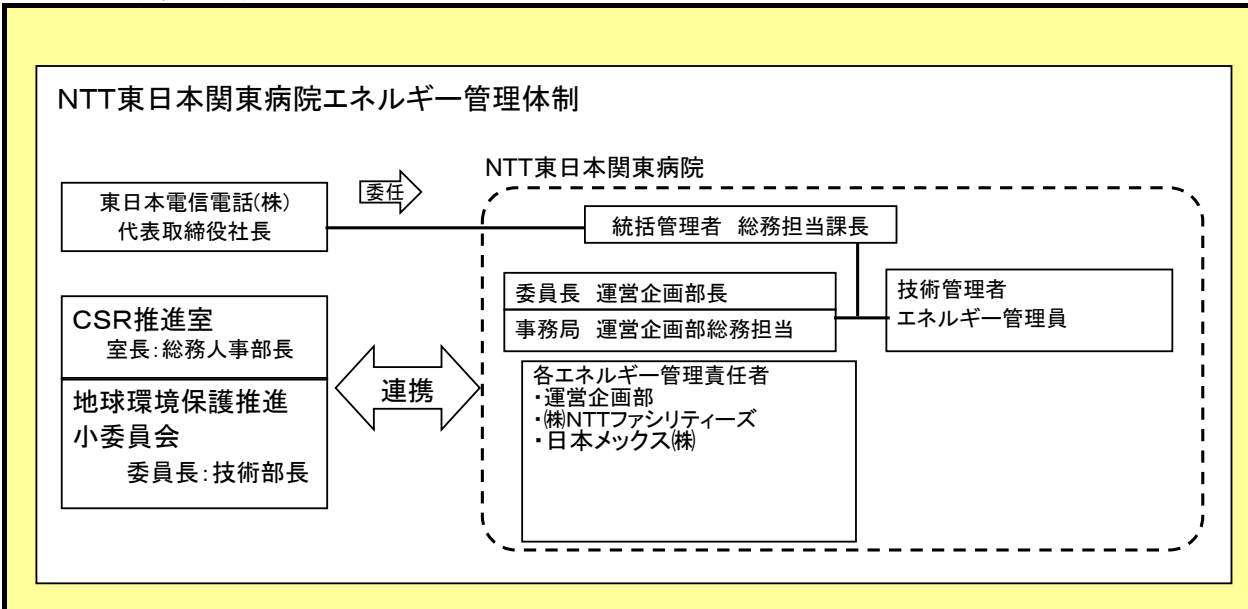 NTT東日本関東病院エネルギー管理体制
NTT東日本関東病院
委任
東日本電信電話(株)
代表取締役社長
統括管理者 総務担当課長
委員長 運営企画部長
事務局 運営企画部総務担当
技術管理者
エネルギー管理員
CSR推進室
室長:総務人事部長
地球環境保護推進
小委員会
委員長:技術部長
連携
各エネルギー管理責任者
・運営企画部
・㈱NTTファシリティーズ
・日本メックス㈱